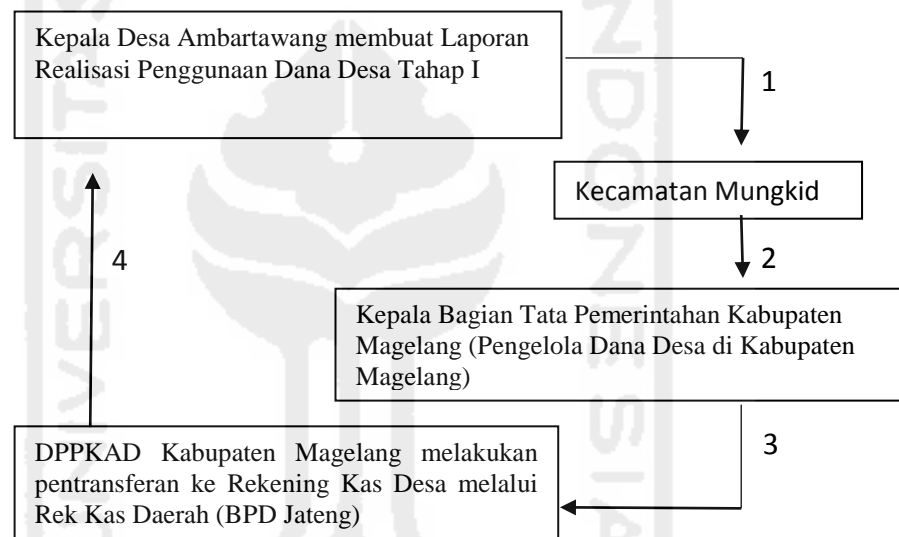 Kepala Desa Ambartawang membuat Laporan
Realisasi Penggunaan Dana Desa Tahap I
1
Kecamatan Mungkid
2
Kepala Bagian Tata Pemerintahan Kabupaten
Magelang (Pengelola Dana Desa di Kabupaten
Magelang)
3
DPPKAD Kabupaten Magelang melakukan
pentransferan ke Rekening Kas Desa melalui
Rek Kas Daerah (BPD Jateng)
4
UNIVERSITAS
INDONESIA